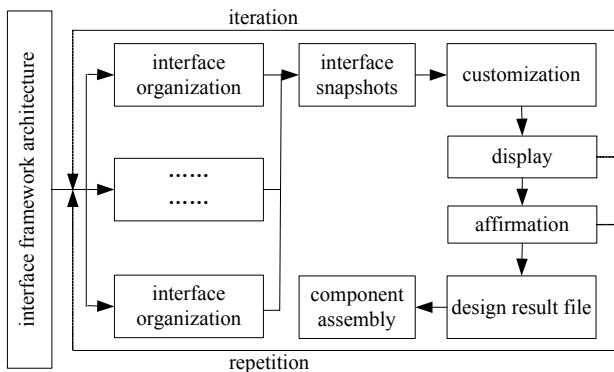 iteration
interface framework architecture
interface
organization
interface
snapshots
customization
……
……
display
affirmation
interface
organization
component
assembly
design result file
repetition